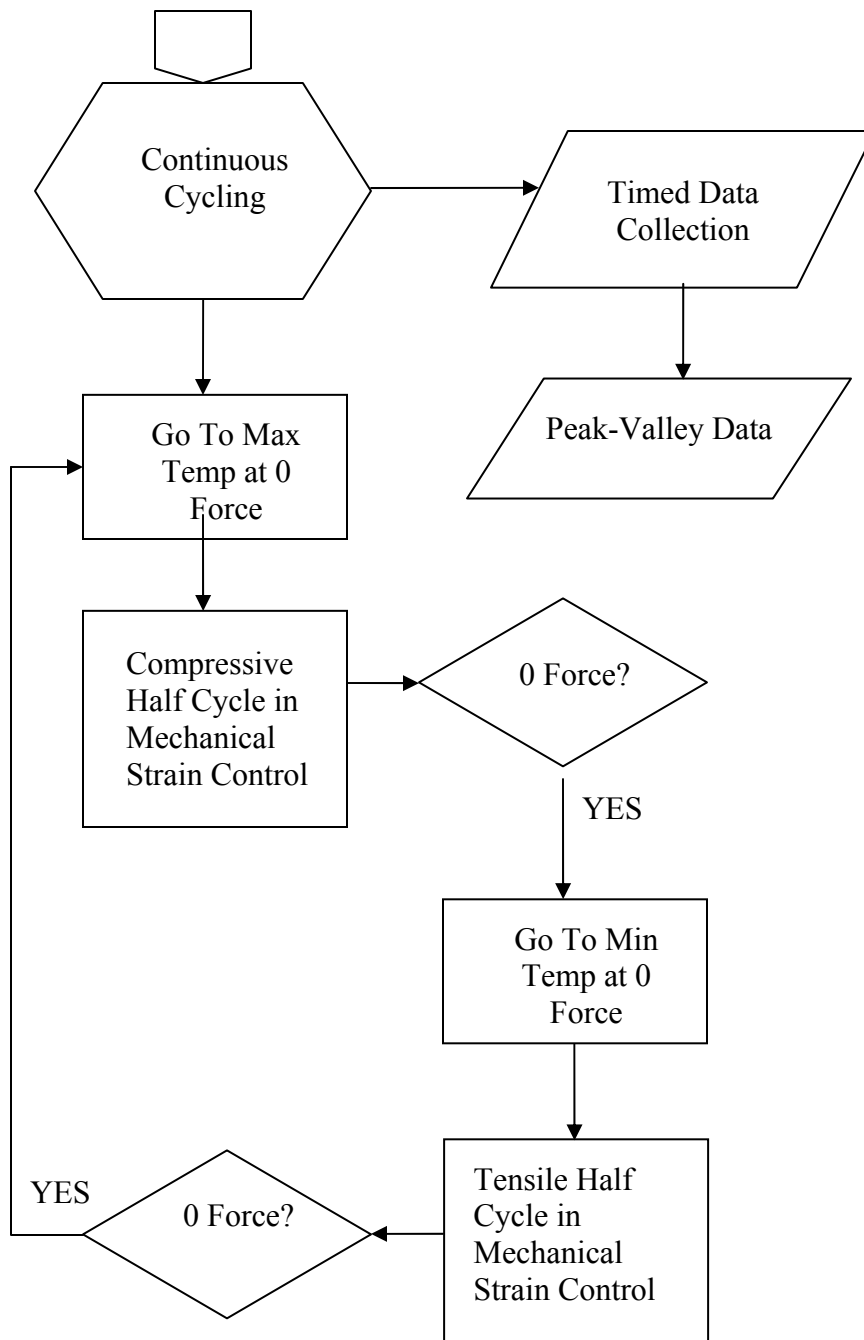 Continuous
Cycling
Timed Data
Collection
Peak-Valley Data
Go To Max
Temp at 0
Force
Compressive
Half Cycle in
Mechanical
Strain Control
0 Force?
YES
Go To Min
Temp at 0
Force
Tensile Half
Cycle in
Mechanical
Strain Control
0 Force?
YES